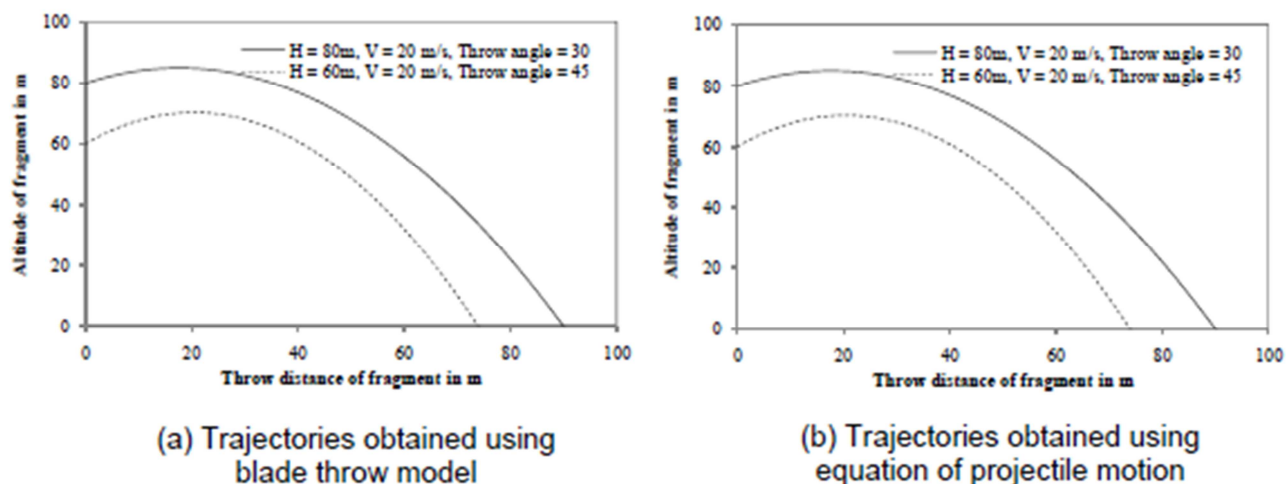 100
80
60
40
20
0
Altitude of fragment in m
H = 80m, V = 20 m/s, Throw angle = 30
H = 60m, V = 20 m/s, Throw angle = 45
0 20 40 60 80 100
Throw distance of fragment in m
(a) Trajectories obtained using
blade throw model
100
80
60
40
20
0
Altitude of fragment in m
H = 80m, V = 20 m/s, Throw angle = 30
H = 60m, V = 20 m/s, Throw angle = 45
0 20 40 60 80 100
Throw distance of fragment in m
(b) Trajectories obtained using
equation of projectile motion